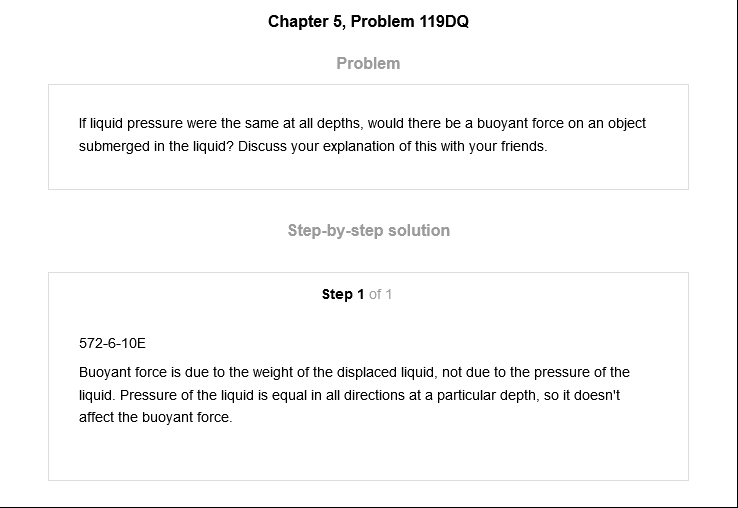 Chapter 5, Problem 119DQ
Problem
If liquid pressure were the same at all depths, would there be a buoyant force on an object
submerged in the liquid? Discuss your explanation of this with your friends.
Step-by-step solution
Step 1 of 1
572-6-10E
Buoyant force is due to the weight of the displaced liquid, not due to the pressure of the
liquid. Pressure of the liquid is equal in all directions at a particular depth, so it doesn't
affect the buoyant force.